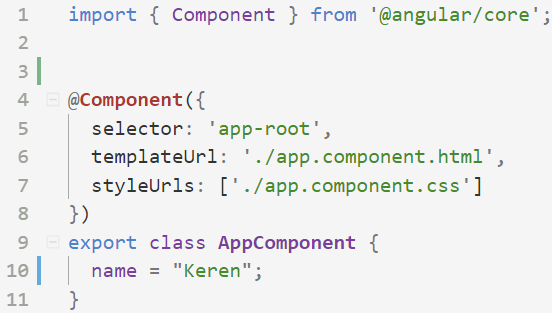 1 import { Component } from '@angular/core';
2
3
4 @Component({
5   selector: 'app-root',
6   templateUrl: './app.component.html',
7   styleUrls: ['./app.component.css']
8 })
9 export class AppComponent {
10   name = "Keren";
11 }